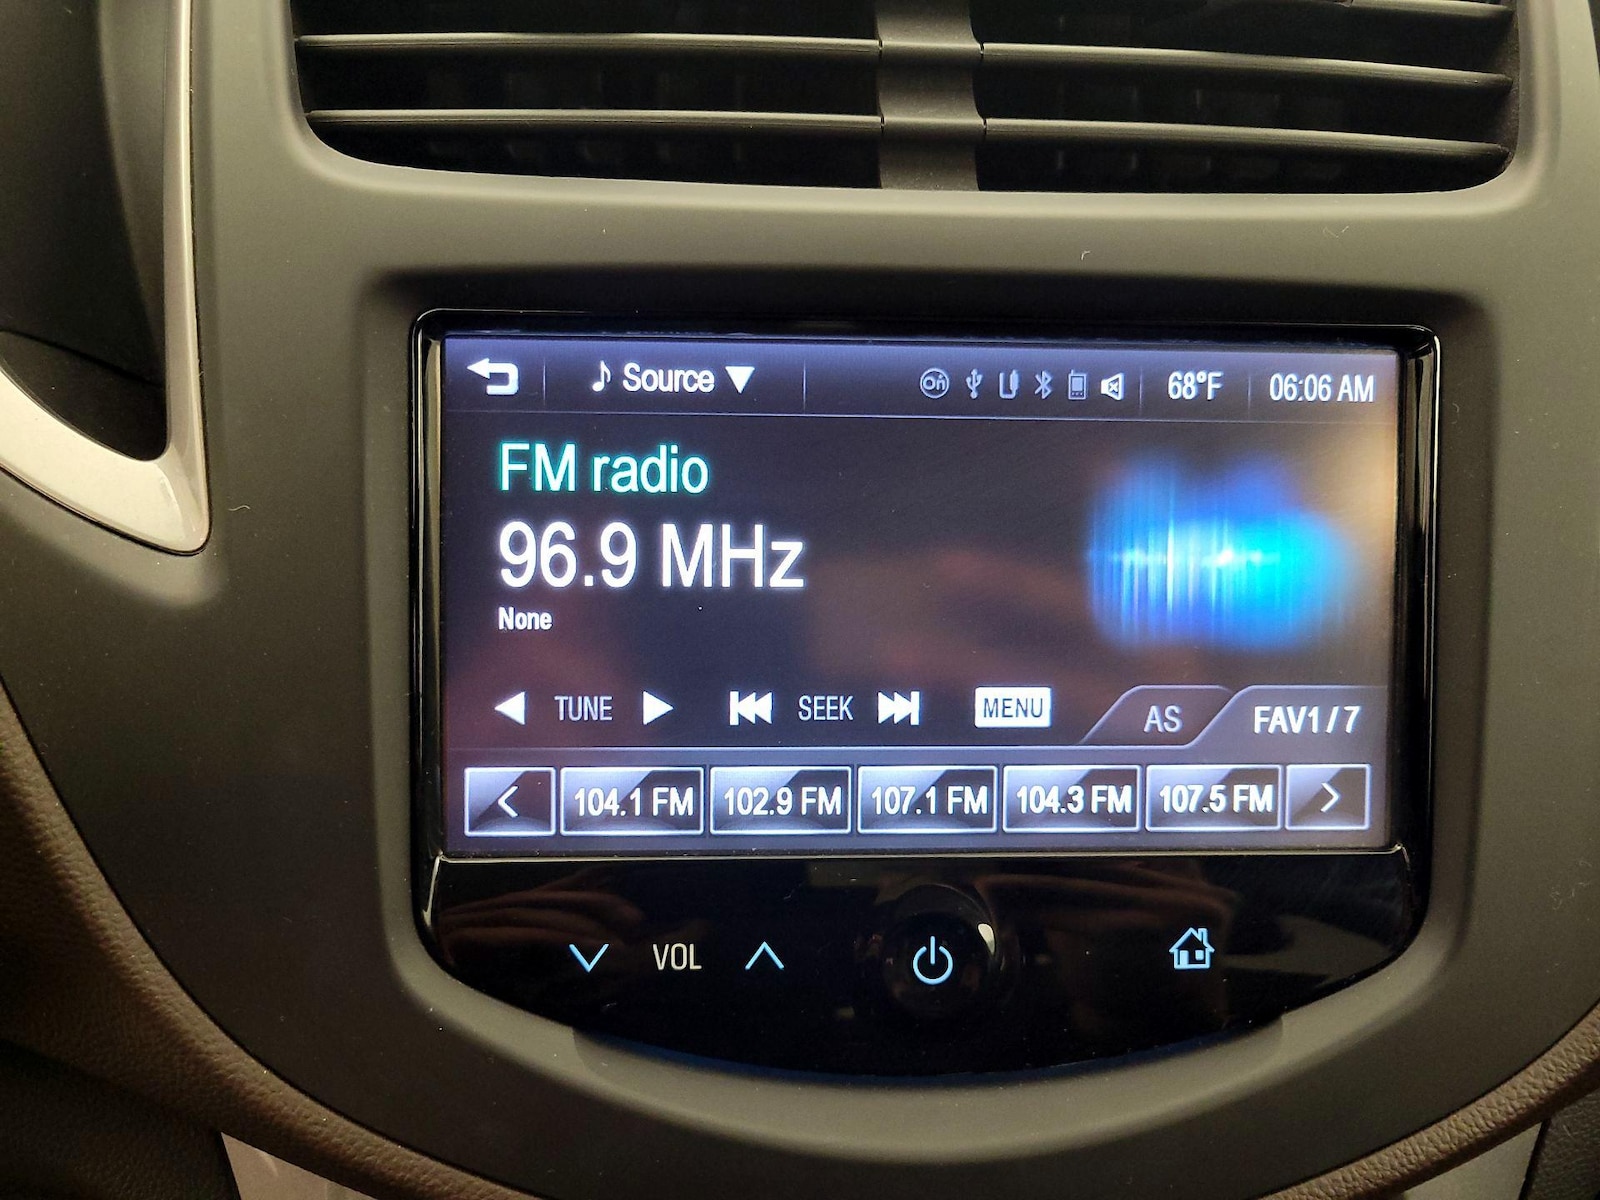 Source 68°F 06:06 AM
FM radio
96.9 MHz
None
TUNE SEEK MENU AS FAV1/7
104.1 FM 102.9 FM 107.1 FM 104.3 FM 107.5 FM
VOL